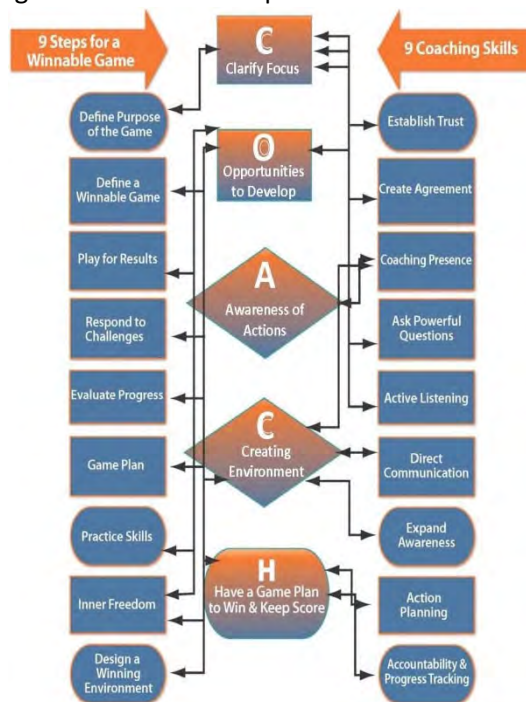 9 Steps for a
Winnable Game
C
Clarify Focus
9 Coaching Skills
Define Purpose
of the Game
Establish Trust
O
Opportunities
to Develop
Define a
Winnable Game
Create Agreement
Play for Results
Coaching Presence
A
Awareness of
Actions
Respond to
Challenges
Ask Powerful
Questions
Evaluate Progress
Active Listening
C
Creating
Environment
Game Plan
Direct
Communication
Practice Skills
Expand
Awareness
H
Have a Game Plan
to Win & Keep Score
Inner Freedom
Action
Planning
Design a
Winning
Environment
Accountability &
Progress Tracking